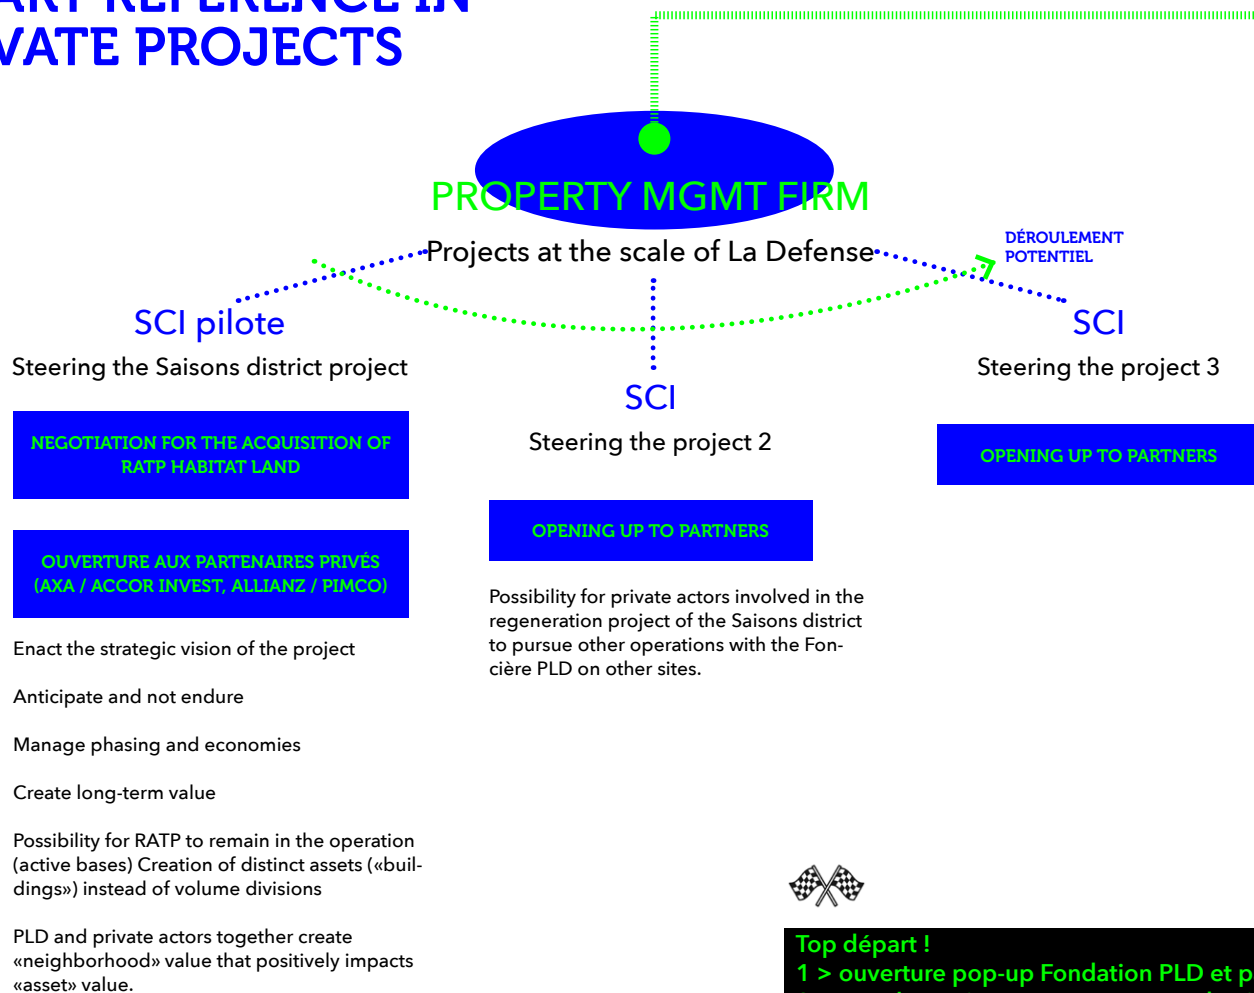 ART REFERENCE IN
VATE PROJECTS
PROPERTY MGMT FIRM
Projects at the scale of La Defense
DÉROULEMENT
POTENTIEL
SCI pilote
Steering the Saisons district project
NEGOTIATION FOR THE ACQUISITION OF
RATP HABITAT LAND
OUVERTURE AUX PARTENAIRES PRIVÉS
(AXA / ACCOR INVEST, ALLIANZ / PIMCO)
Enact the strategic vision of the project
Anticipate and not endure
Manage phasing and economies
Create long-term value
Possibility for RATP to remain in the operation
(active bases) Creation of distinct assets («buil-
dings») instead of volume divisions
PLD and private actors together create
«neighborhood» value that positively impacts
«asset» value.
SCI
Steering the project 2
OPENING UP TO PARTNERS
Possibility for private actors involved in the
regeneration project of the Saisons district
to pursue other operations with the Fon-
cière PLD on other sites.
SCI
Steering the project 3
OPENING UP TO PARTNERS
Top départ !
1 > ouverture pop-up Fondation PLD et p